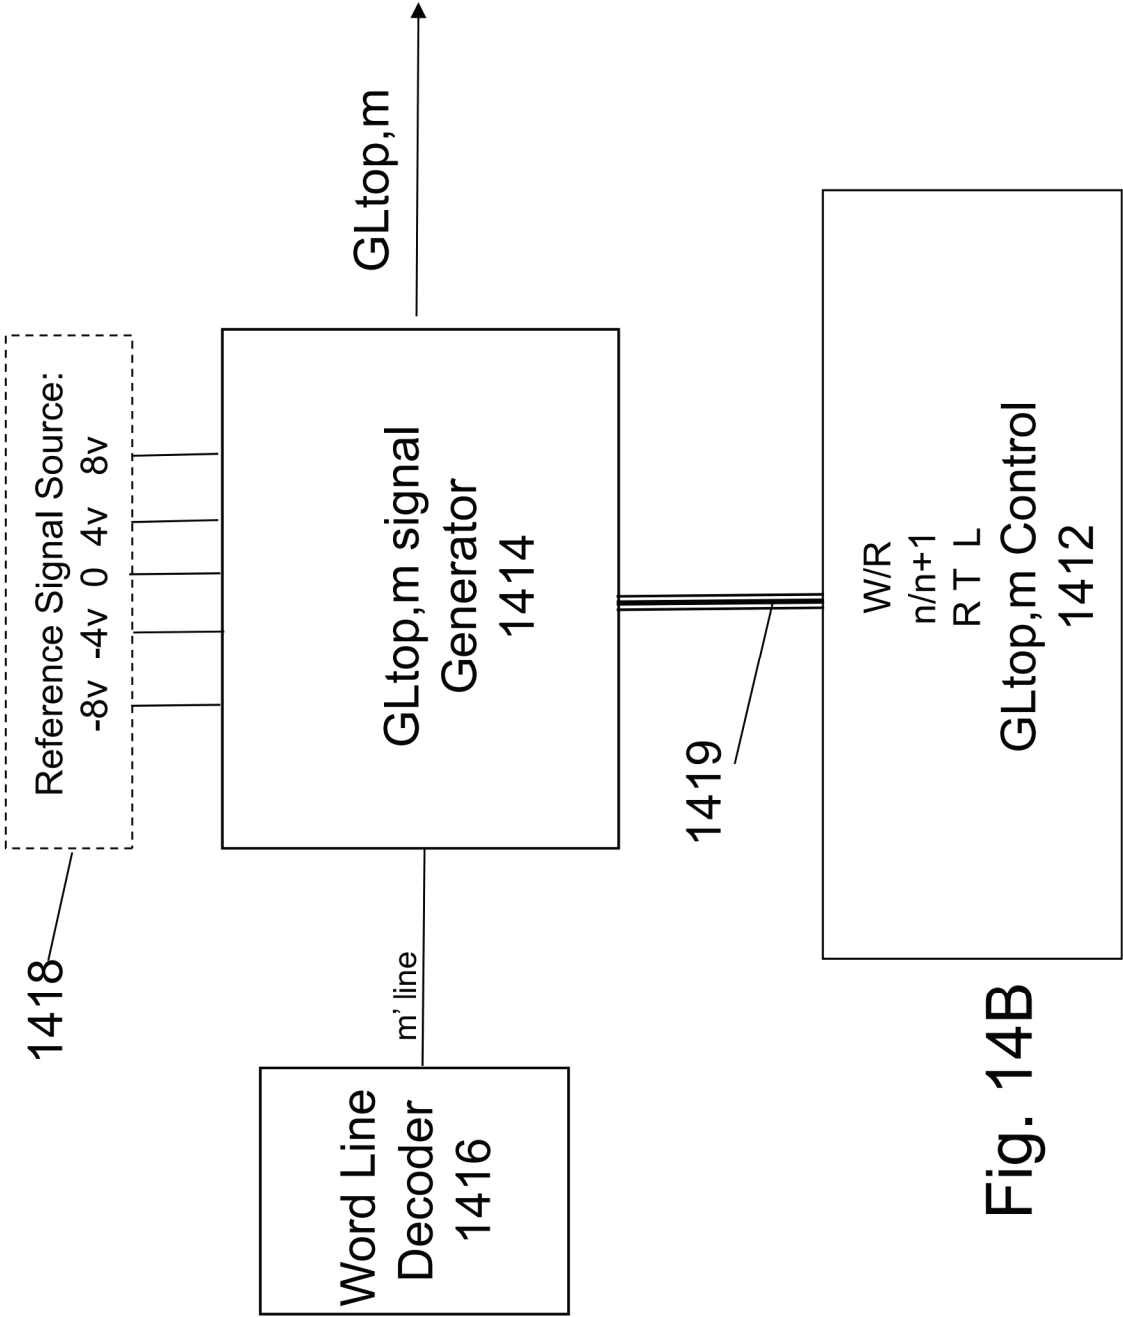 1418
Reference Signal Source:
-8v -4v 0 4v 8v
GLtop,m
m’ line
Word Line
Decoder
1416
GLtop,m signal
Generator
1414
1419
W/R
n/n+1
R T L
GLtop,m Control
1412
Fig. 14B